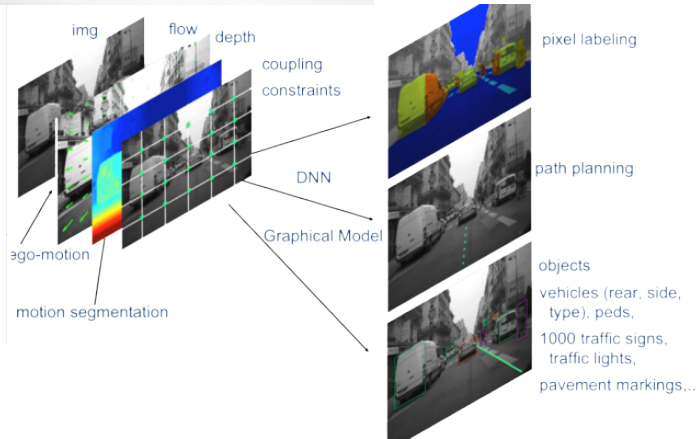 img
flow
depth
coupling
constraints
DNN
Graphical Model
ego-motion
motion segmentation
pixel labeling
path planning
objects
vehicles (rear, side,
type), peds,
1000 traffic signs,
traffic lights,
pavement markings,..